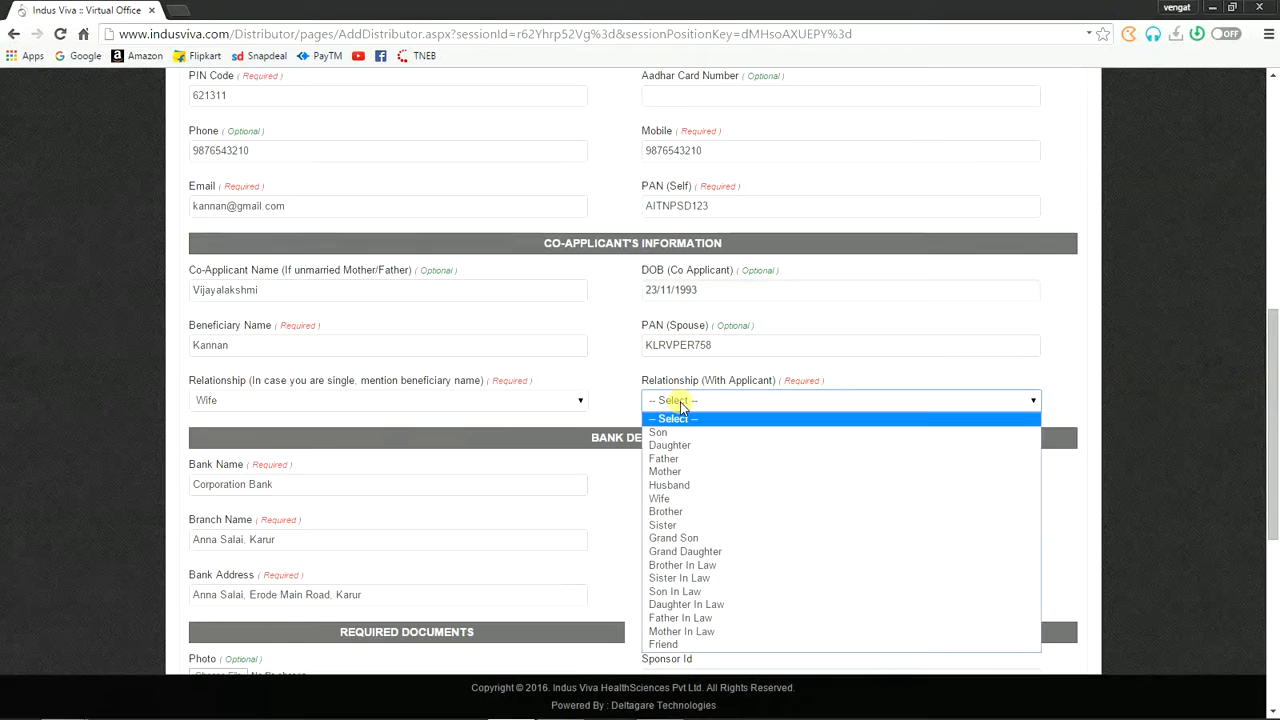 Indus Viva :: Virtual Office
vengat
www.indusviva.com/Distributor/pages/AddDistributor.aspx?sessionId=r62Yhrp52Vg%3d&sessionPositionKey=dMHsoAXUEPY%3d
OFF
Apps Google Amazon Flipkart Snapdeal PayTM TNEB
PIN Code ( Required ) Aadhar Card Number ( Optional )
621311
Phone ( Optional ) Mobile ( Required )
9876543210 9876543210
Email ( Required ) PAN (Self) ( Required )
kannan@gmail.com AITNPSD123
CO-APPLICANT'S INFORMATION
Co-Applicant Name (If unmarried Mother/Father) ( Optional ) DOB (Co Applicant) ( Optional )
Vijayalakshmi 23/11/1993
Beneficiary Name ( Required ) PAN (Spouse) ( Optional )
Kannan KLRVPER758
Relationship (In case you are single, mention beneficiary name) ( Required ) Relationship (With Applicant) ( Required )
Wife -- Select --
-- Select --
Son
BANK DE
Daughter
Father
Bank Name ( Required )
Mother
Corporation Bank
Husband
Wife
Brother
Branch Name ( Required )
Sister
Anna Salai, Karur
Grand Son
Grand Daughter
Brother In Law
Bank Address ( Required )
Sister In Law
Son In Law
Anna Salai, Erode Main Road, Karur
Daughter In Law
Father In Law
REQUIRED DOCUMENTS
Mother In Law
Friend
Photo ( Optional ) Sponsor Id
Copyright © 2016. Indus Viva HealthSciences Pvt Ltd. All Rights Reserved.
Powered By : Deltagare Technologies